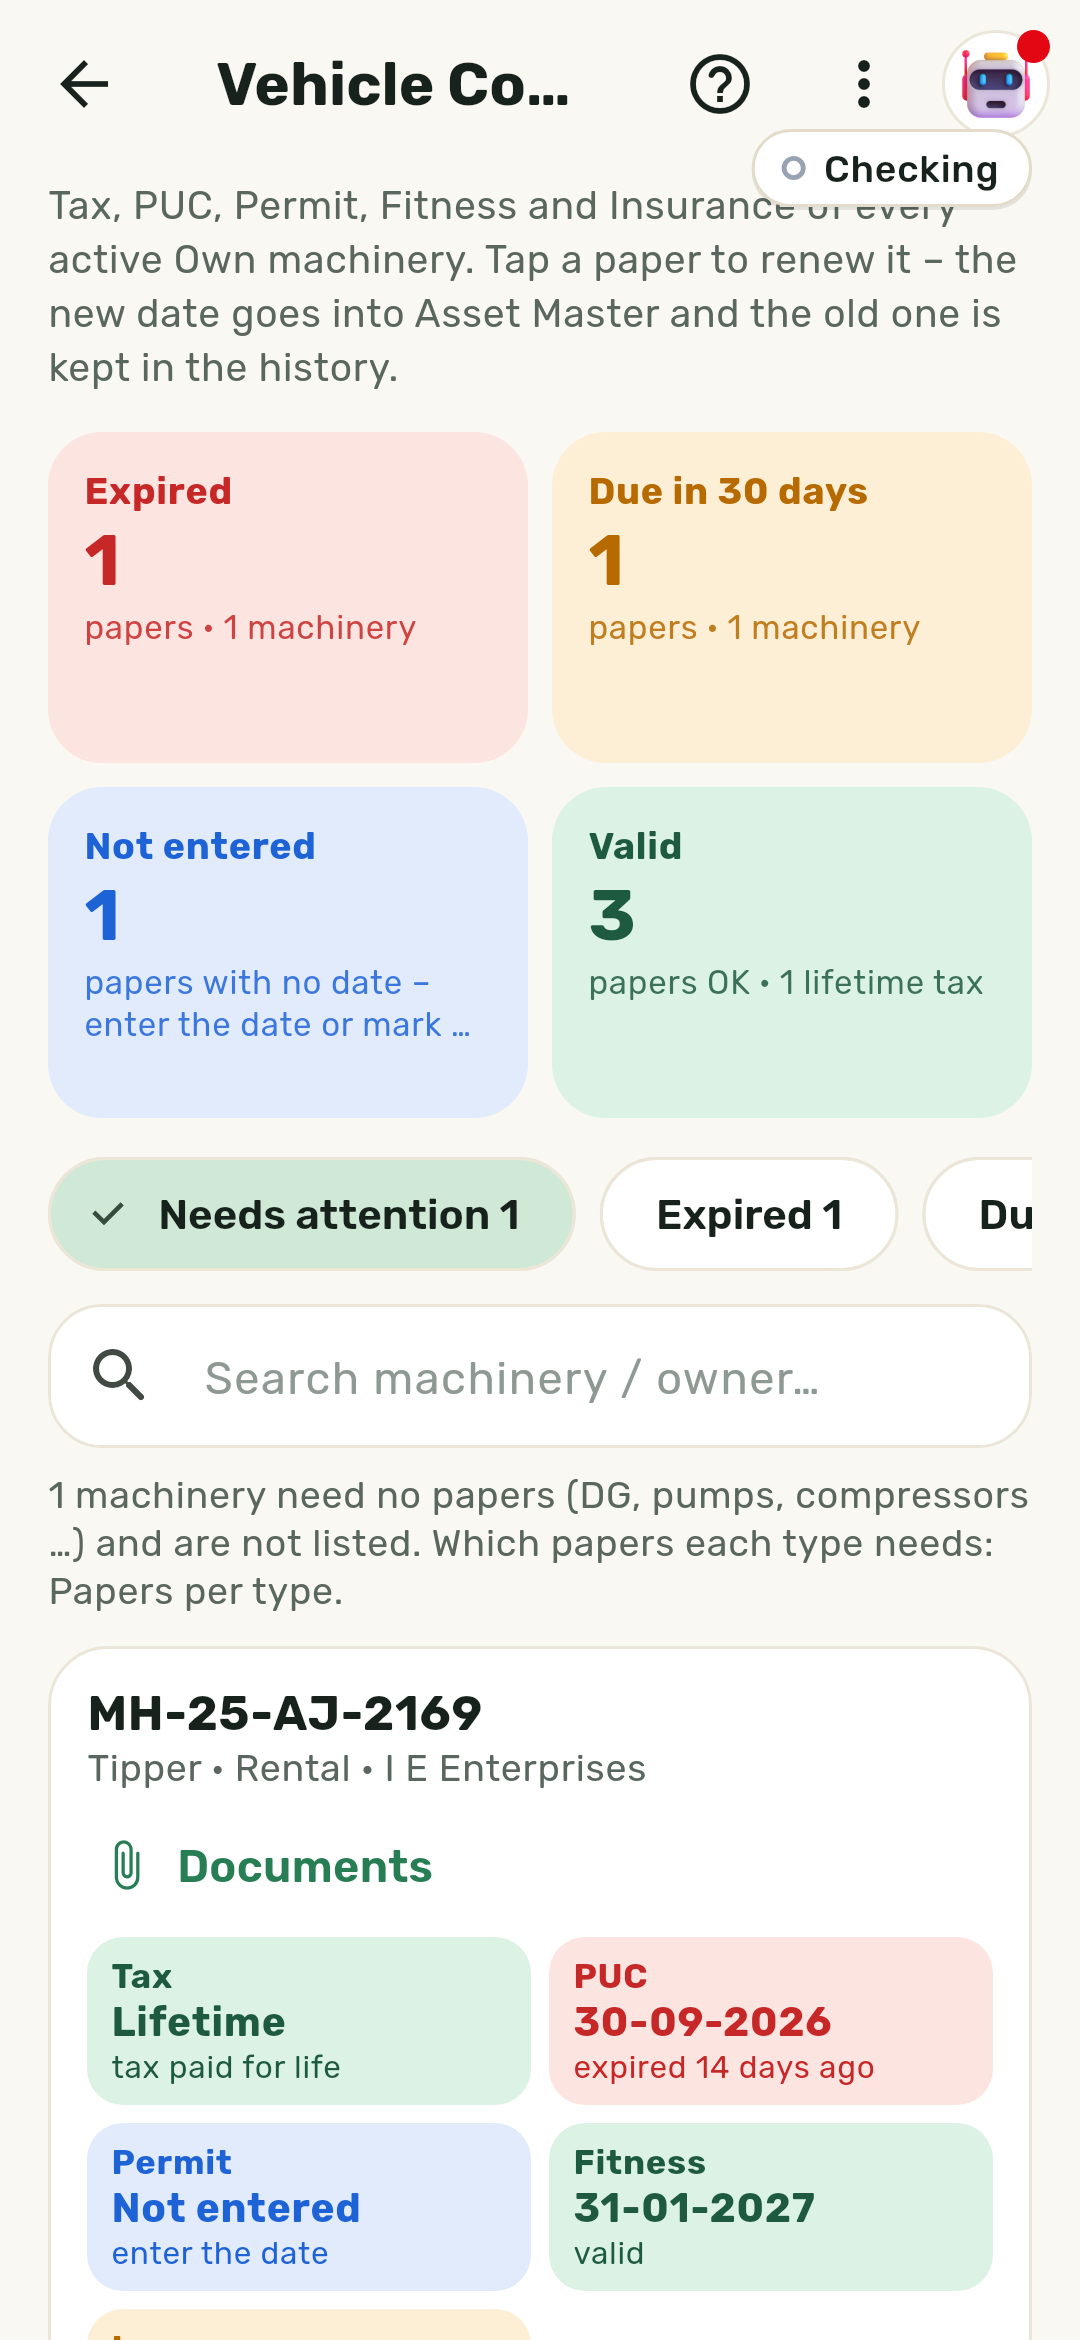 Vehicle Co…
Checking
Tax, PUC, Permit, Fitness and Insurance of every
active Own machinery. Tap a paper to renew it – the
new date goes into Asset Master and the old one is
kept in the history.
Expired
1
papers • 1 machinery
Due in 30 days
1
papers • 1 machinery
Not entered
1
papers with no date –
enter the date or mark …
Valid
3
papers OK • 1 lifetime tax
Needs attention 1
Expired 1
Du
Search machinery / owner…
1 machinery need no papers (DG, pumps, compressors
…) and are not listed. Which papers each type needs:
Papers per type.
MH-25-AJ-2169
Tipper • Rental • I E Enterprises
Documents
Tax
Lifetime
tax paid for life
PUC
30-09-2026
expired 14 days ago
Permit
Not entered
enter the date
Fitness
31-01-2027
valid